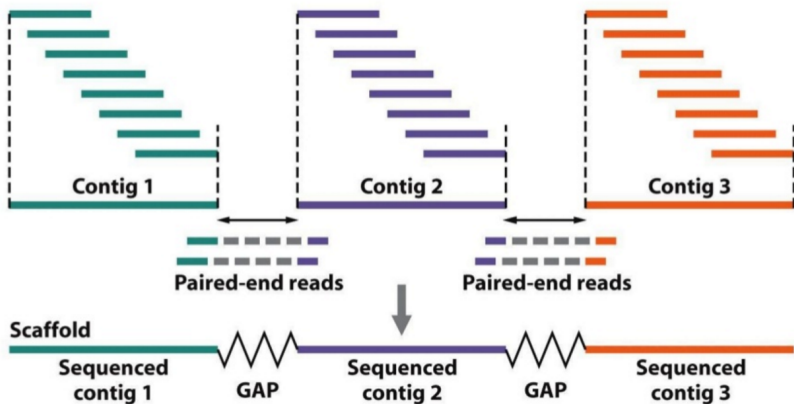 Contig 1 Contig 2 Contig 3
Paired-end reads Paired-end reads
Scaffold
Sequenced contig 1 GAP Sequenced contig 2 GAP Sequenced contig 3